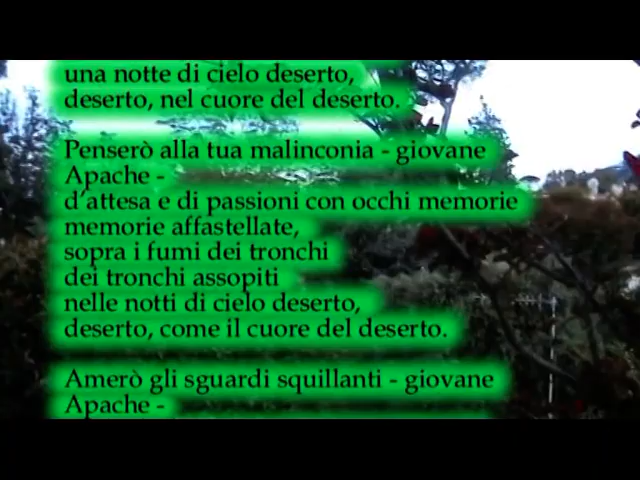 una notte di cielo deserto,
deserto, nel cuore del deserto.
Penserò alla tua malinconia - giovane
Apache -
d'attesa e di passioni con occhi memorie
memorie affastellate,
sopra i fumi dei tronchi
dei tronchi assopiti
nelle notti di cielo deserto,
deserto, come il cuore del deserto.
Amerò gli sguardi squillanti - giovane
Apache -